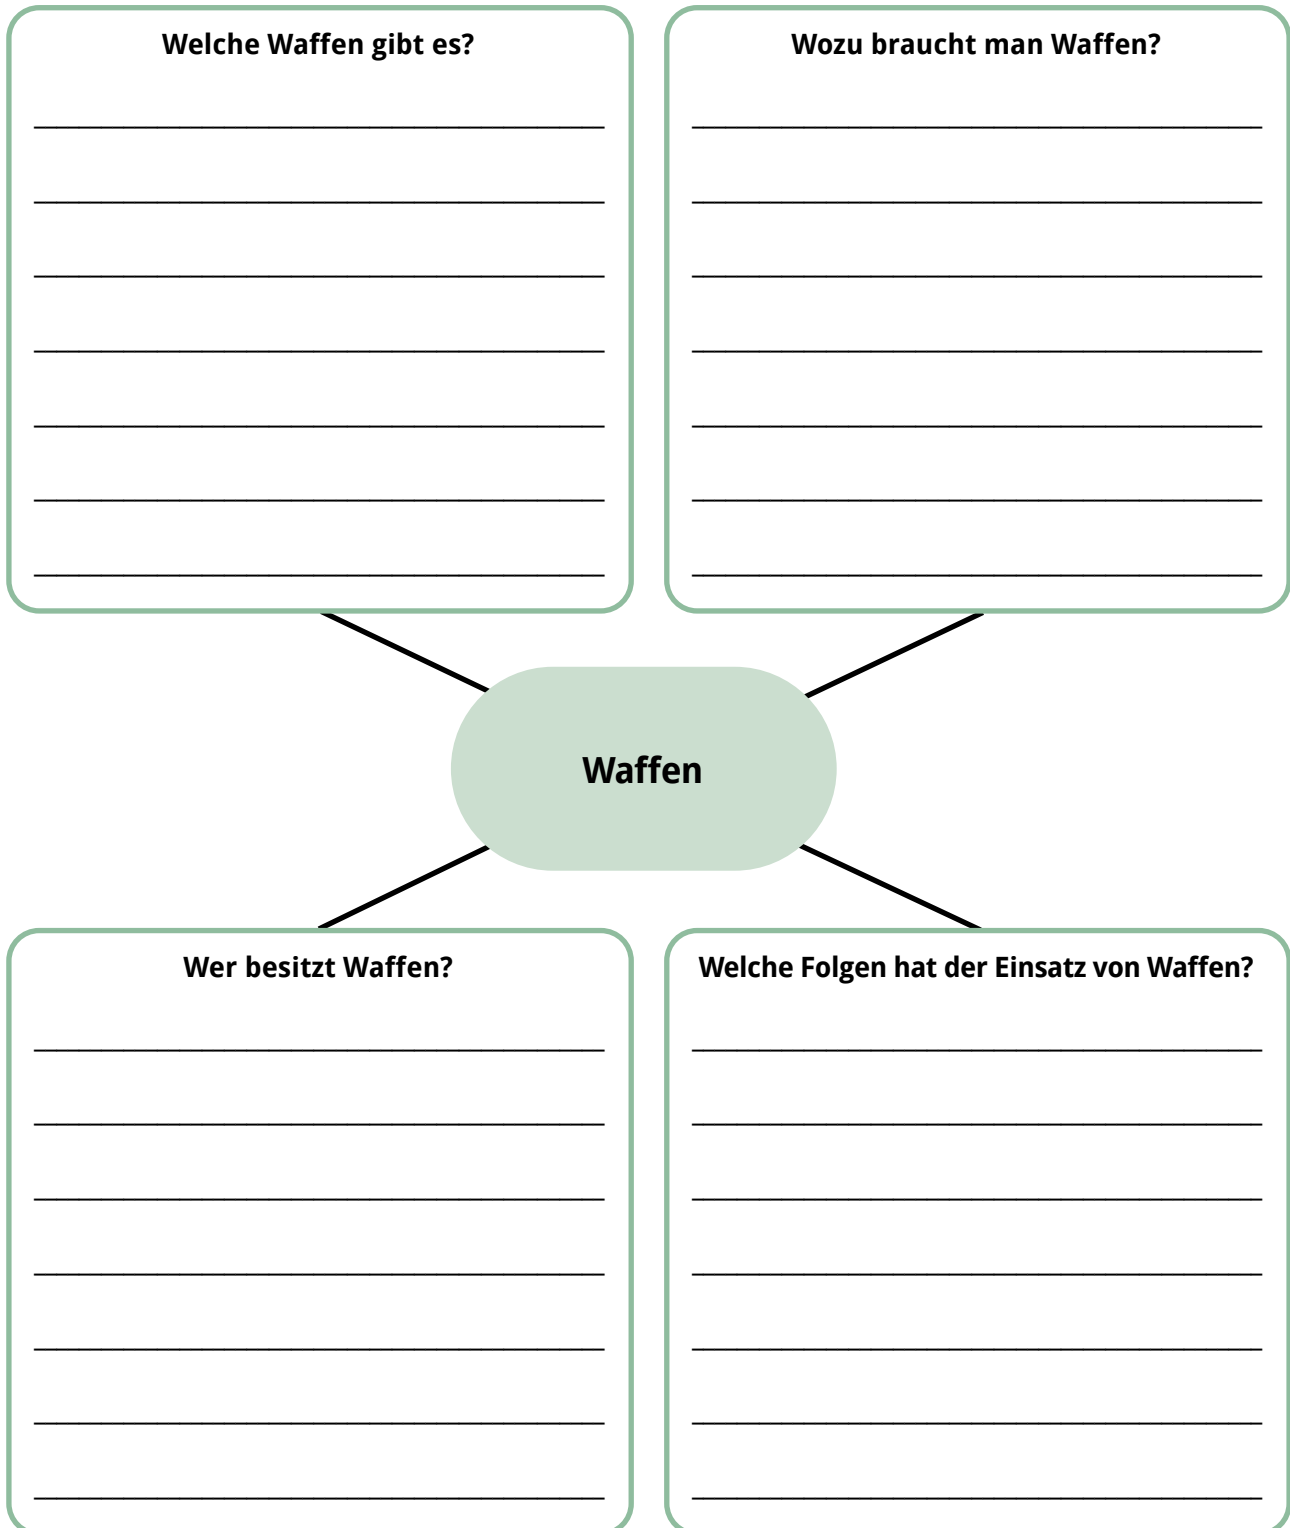 Welche Waffen gibt es?
Wozu braucht man Waffen?
Waffen
Wer besitzt Waffen?
Welche Folgen hat der Einsatz von Waffen?